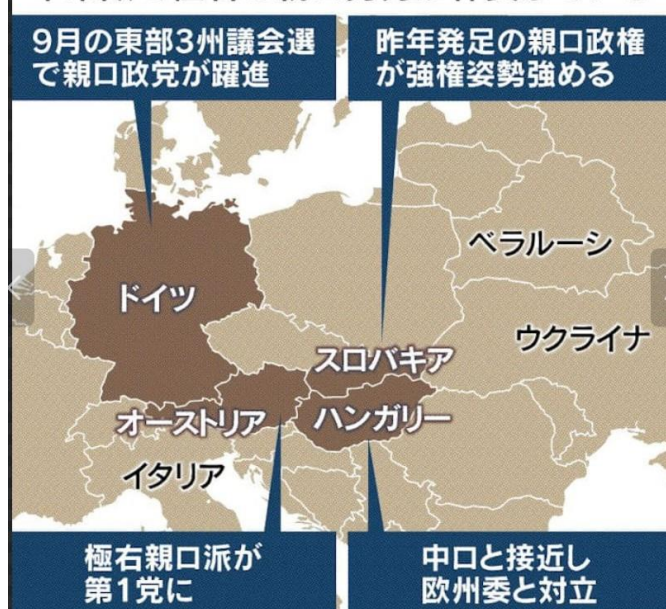 9月の東部3州議会選
で親ロ政党が躍進
昨年発足の親ロ政権
が強権姿勢強める
ベラルーシ
ドイツ
ウクライナ
スロバキア
オーストリア
ハンガリー
イタリア
極右親ロ派が
第1党に
中ロと接近し
欧州委と対立